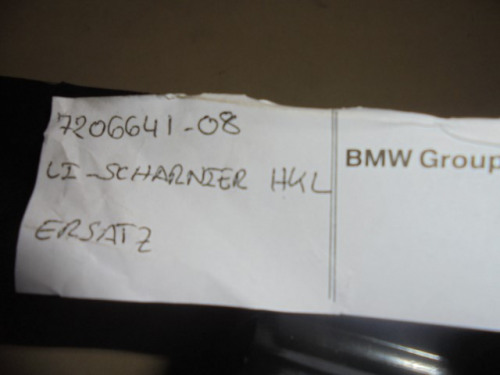 7206641-08
LI-SCHARNIER HKL
ERSATZ
BMW Group